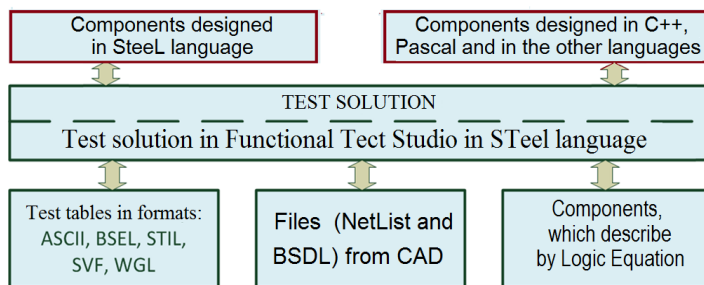 Components designed
in SteeL language
Components designed in C++,
Pascal and in the other languages
TEST SOLUTION
Test solution in Functional Tect Studio in STeel language
Test tables in formats:
ASCII, BSEL, STIL,
SVF, WGL
Files (NetList and
BSDL) from CAD
Components,
which describe
by Logic Equation